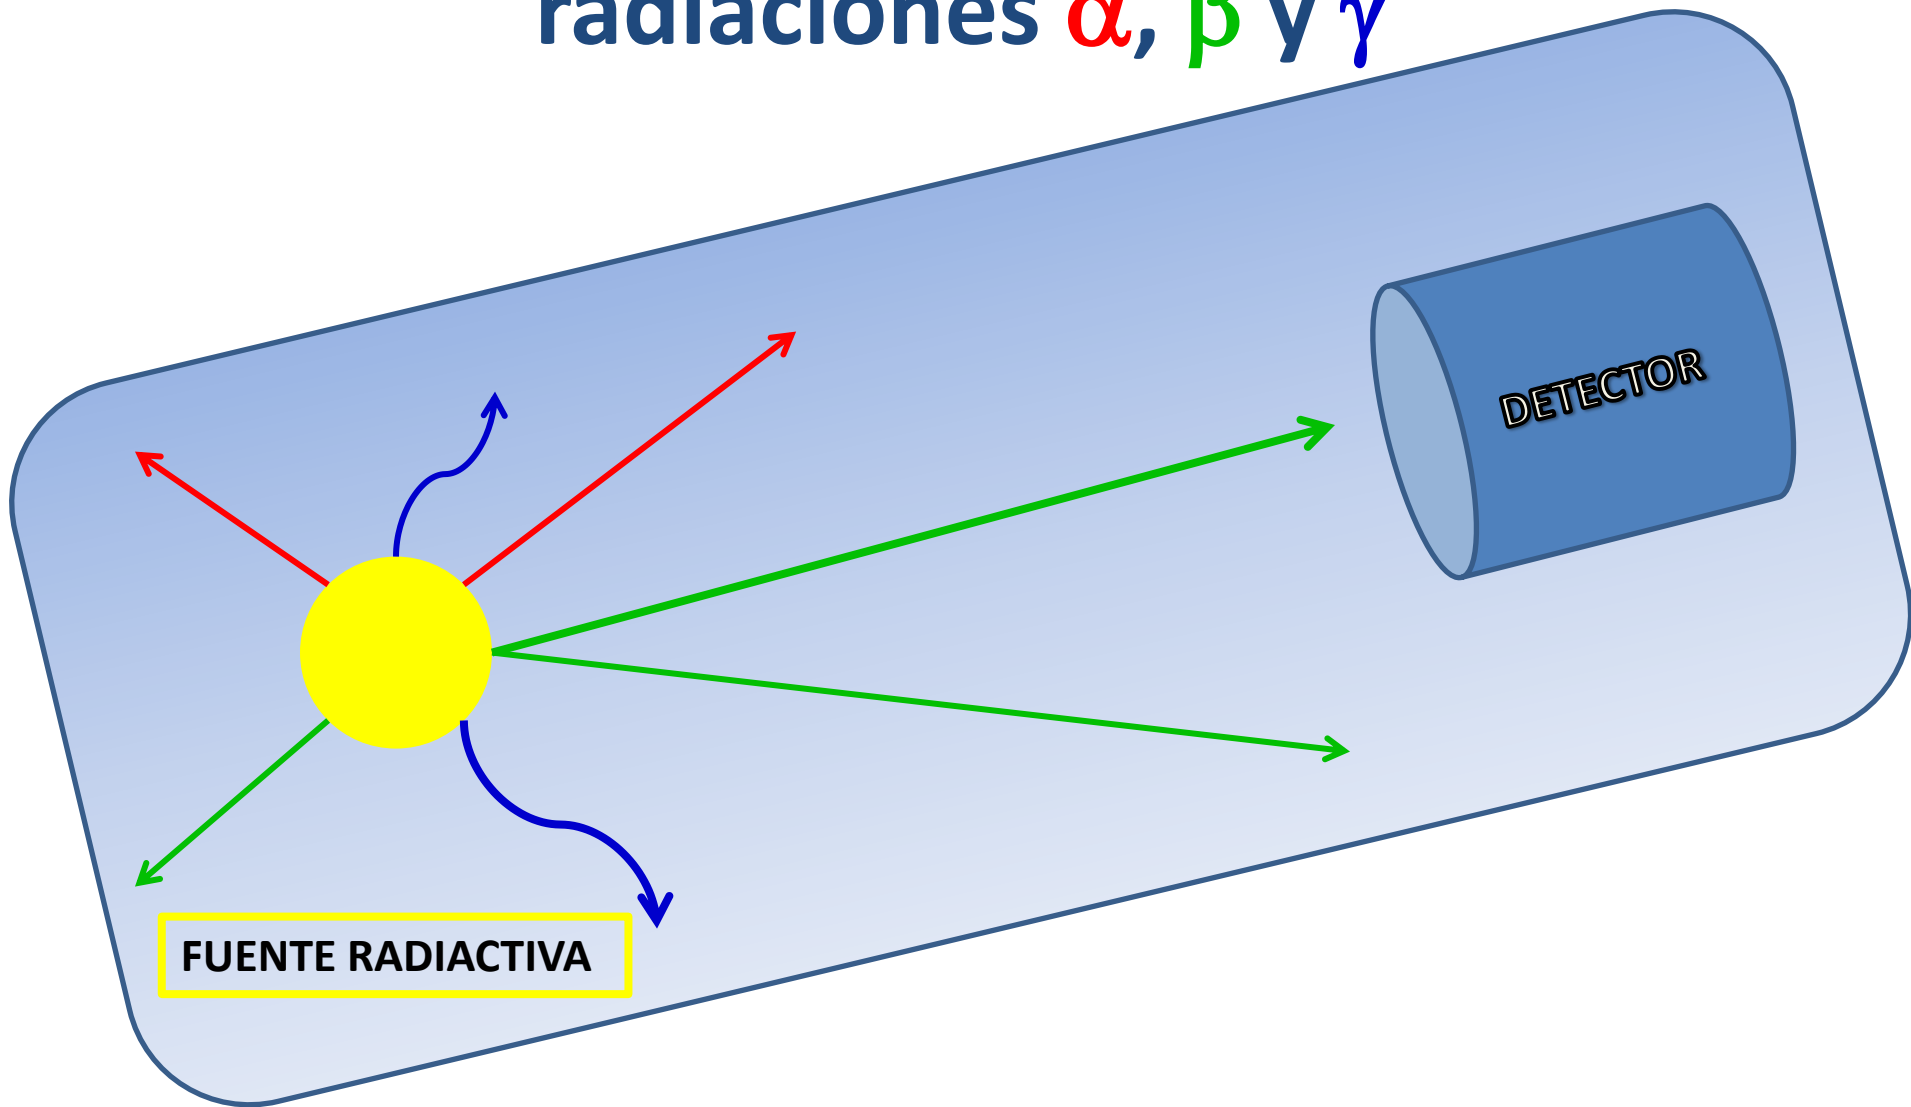 radiaciones α, β y γ
DETECTOR
FUENTE RADIACTIVA